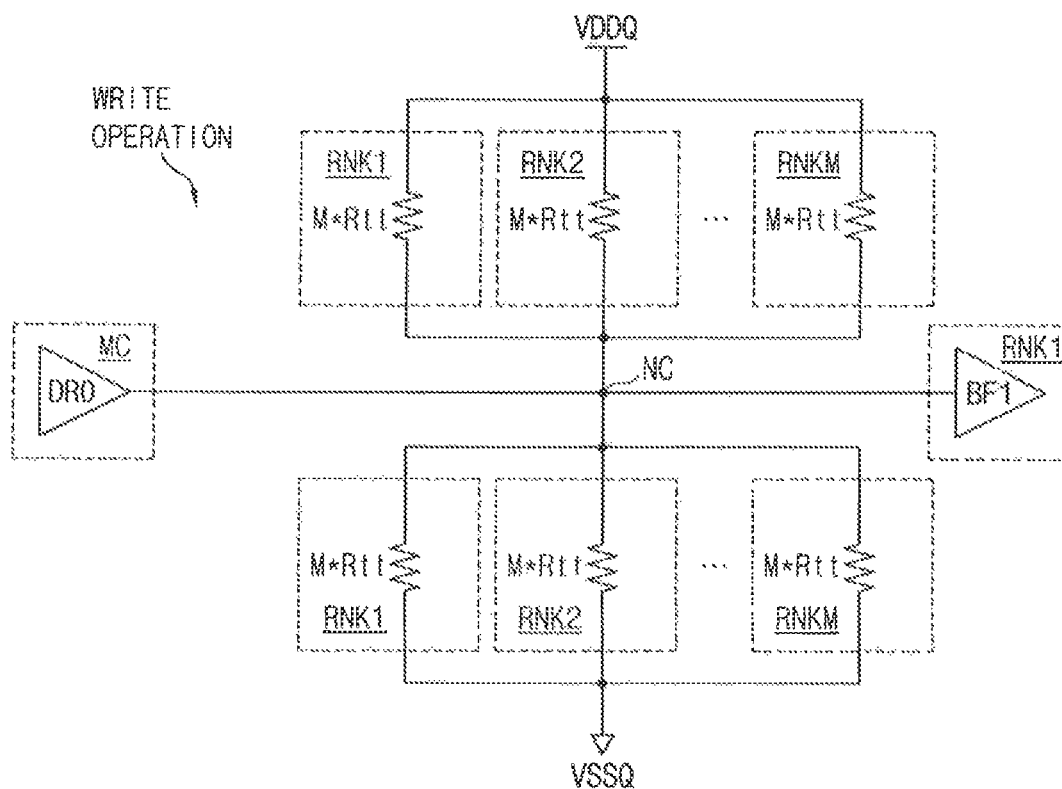 VDDQ
WRITE
OPERATION
RNK1
RNK2
RNKM
M*Rtt
M*Rtt
...
M*Rtt
MC
DR0
NC
RNK1
BF1
M*Rtt
M*Rtt
...
M*Rtt
RNK1
RNK2
RNKM
VSSQ